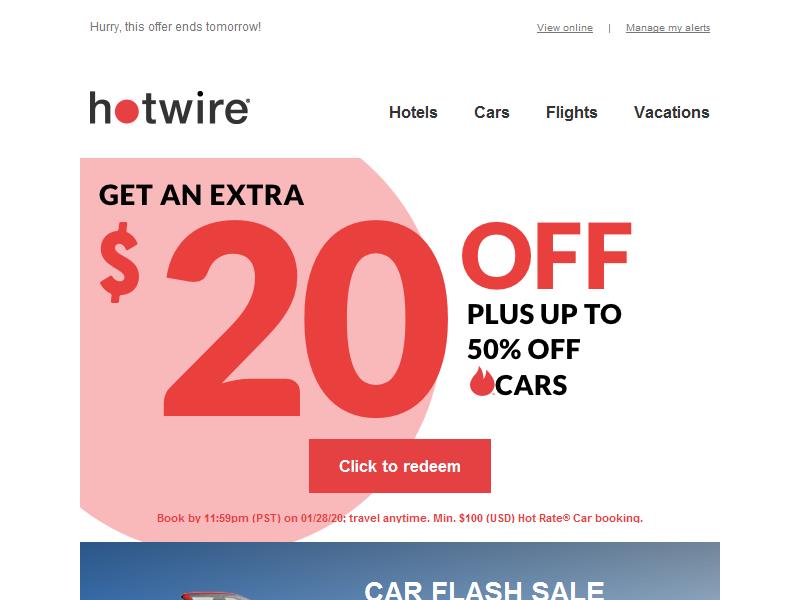 Hurry, this offer ends tomorrow!
View online | Manage my alerts
hotwire®
Hotels Cars Flights Vacations
GET AN EXTRA
$20 OFF
PLUS UP TO
50% OFF
CARS
Click to redeem
Book by 11:59pm (PST) on 01/28/20; travel anytime. Min. $100 (USD) Hot Rate® Car booking.
CAR FLASH SALE